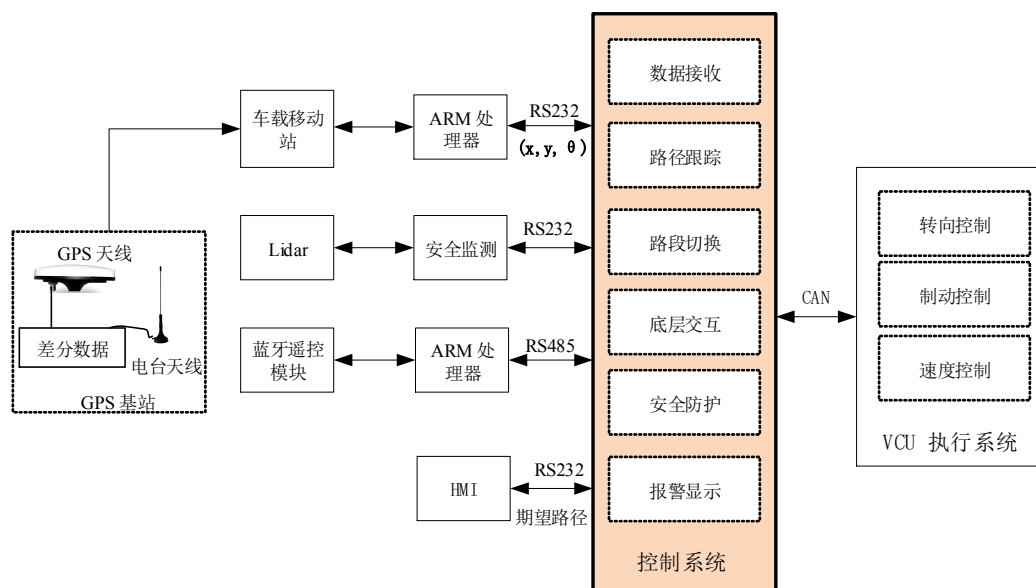 GPS 天线
差分数据
电台天线
GPS 基站
车载移动
站
ARM 处
理器
RS232
(x, y, θ)
Lidar
安全监测
RS232
蓝牙遥控
模块
ARM 处
理器
RS485
HMI
RS232
期望路径
数据接收
路径跟踪
路段切换
底层交互
安全防护
报警显示
控制系统
CAN
转向控制
制动控制
速度控制
VCU 执行系统